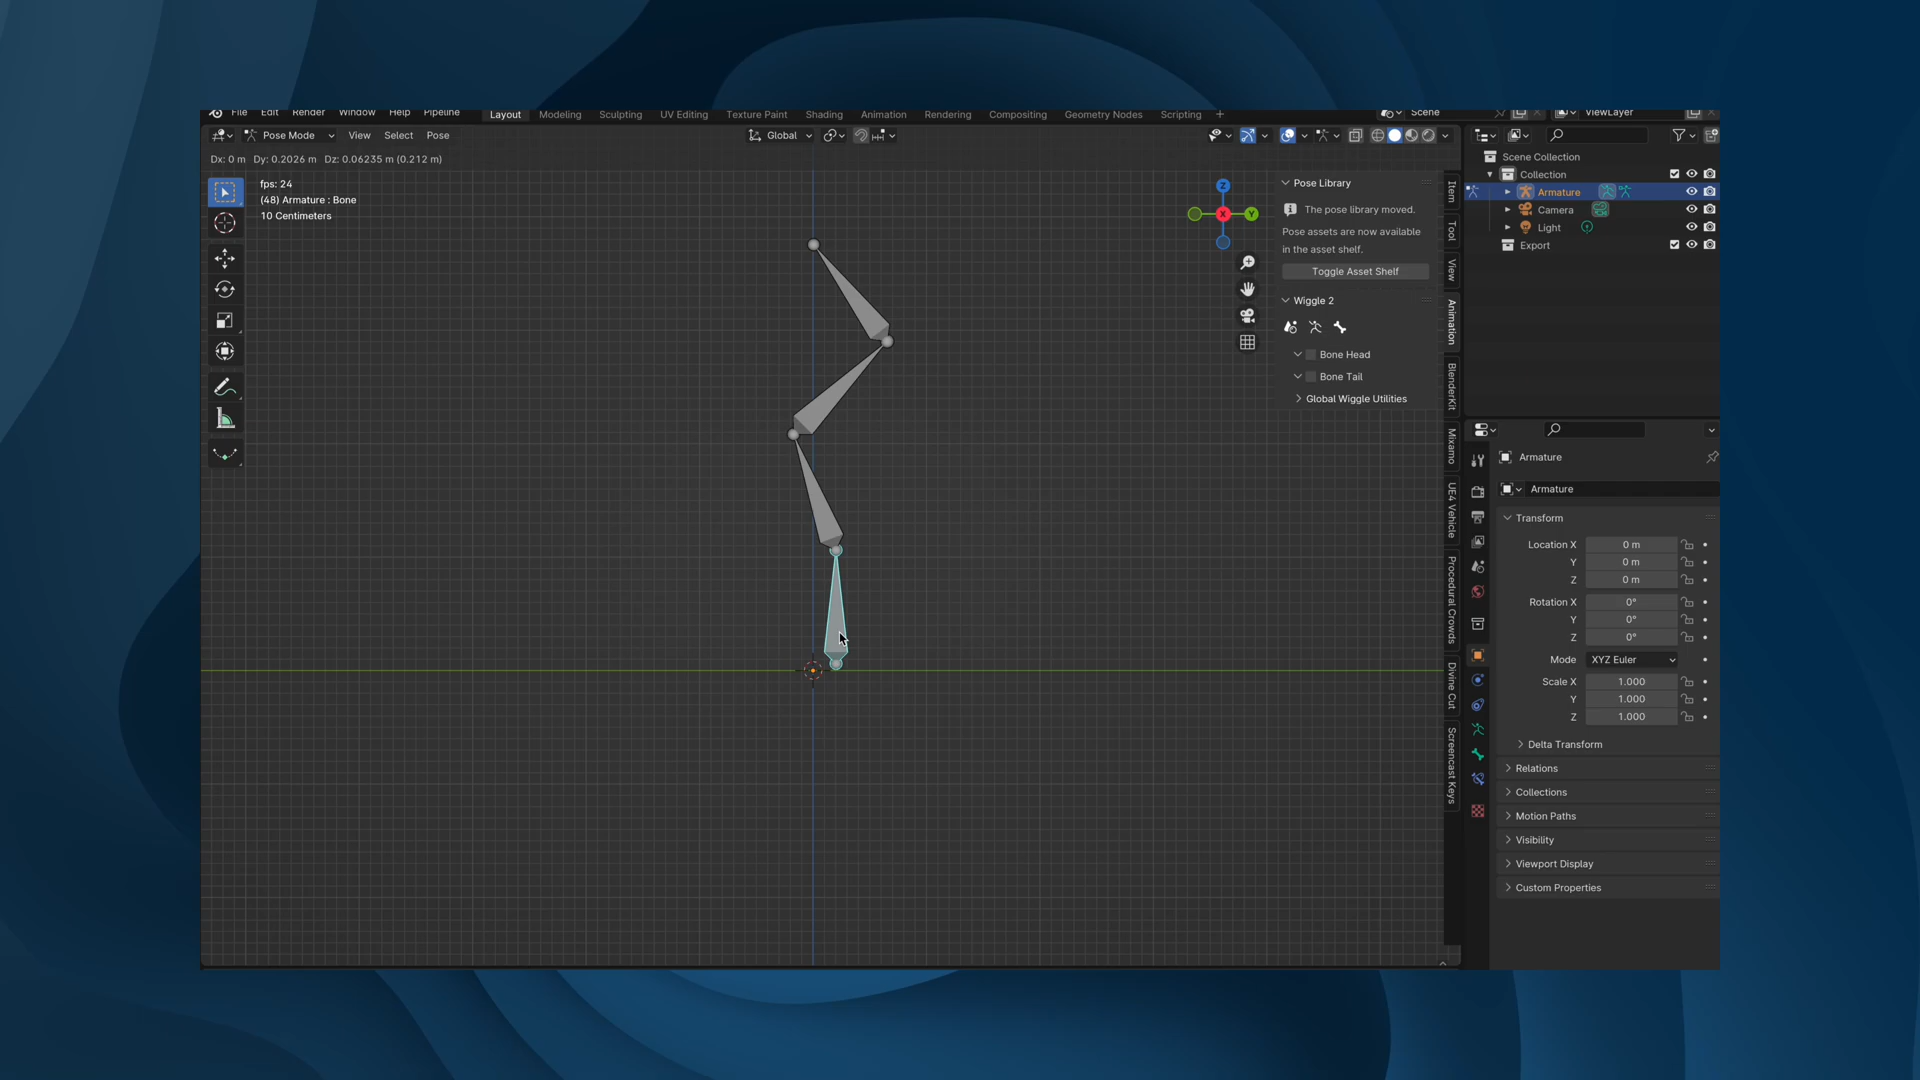 File Edit Render Window Help Pipeline Layout Modeling Sculpting UV Editing Texture Paint Shading Animation Rendering Compositing Geometry Nodes Scripting + Scene ViewLayer
Pose Mode View Select Pose Global
Dx: 0 m Dy: 0.2026 m Dz: 0.06235 m (0.212 m)
fps: 24
(48) Armature : Bone
10 Centimeters
Z
X
Y
Pose Library
The pose library moved.
Pose assets are now available
in the asset shelf.
Toggle Asset Shelf
Wiggle 2
Bone Head
Bone Tail
Global Wiggle Utilities
Item
Tool
View
Animation
BlenderKit
Mixamo
UE4 Vehicle
Procedural Crowds
Divine Cut
Screencast Keys
Scene Collection
Collection
Armature
Camera
Light
Export
Armature
Armature
Transform
Location X 0 m
Y 0 m
Z 0 m
Rotation X 0°
Y 0°
Z 0°
Mode XYZ Euler
Scale X 1.000
Y 1.000
Z 1.000
Delta Transform
Relations
Collections
Motion Paths
Visibility
Viewport Display
Custom Properties